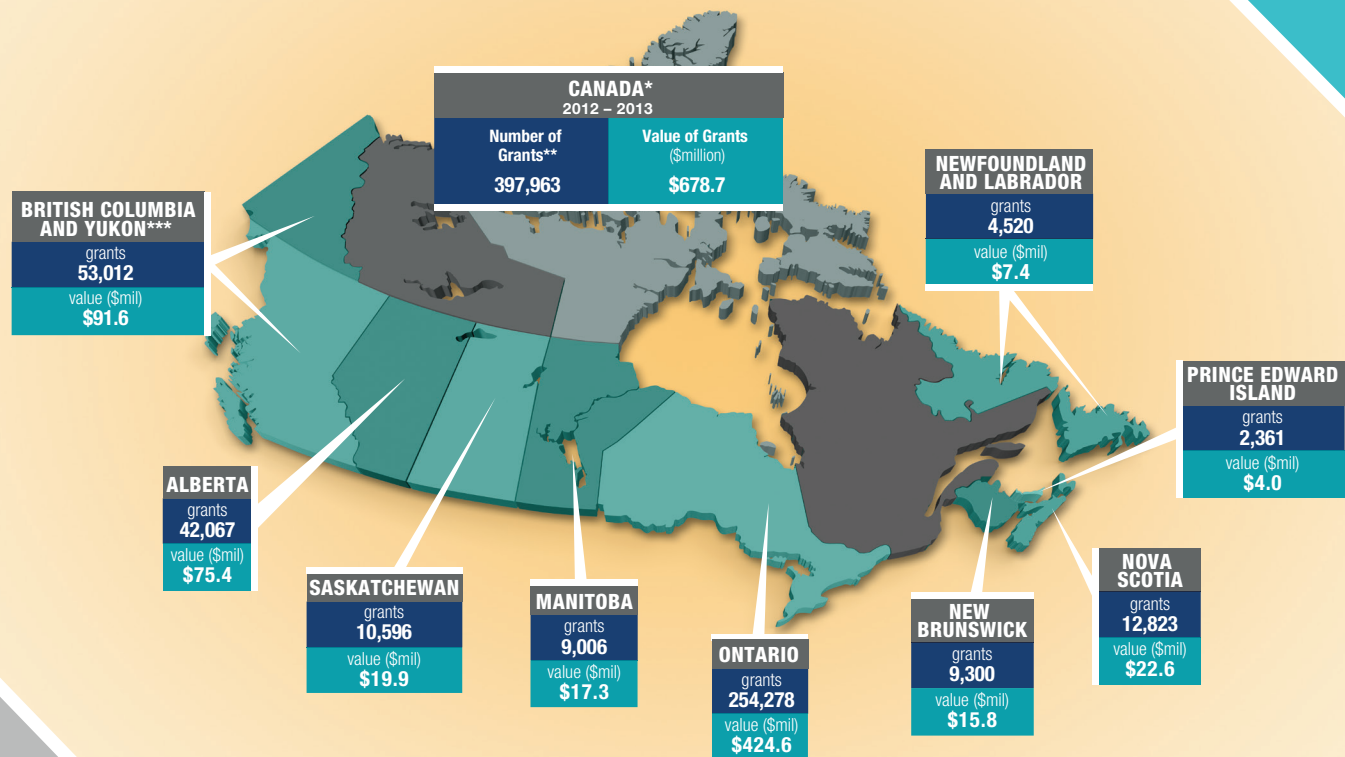 CANADA*
2012 – 2013
Number of
Grants**
397,963
Value of Grants
($million)
$678.7
NEWFOUNDLAND
AND LABRADOR
grants
4,520
value ($mil)
$7.4
BRITISH COLUMBIA
AND YUKON***
grants
53,012
value ($mil)
$91.6
PRINCE EDWARD
ISLAND
grants
2,361
value ($mil)
$4.0
ALBERTA
grants
42,067
value ($mil)
$75.4
SASKATCHEWAN
grants
10,596
value ($mil)
$19.9
MANITOBA
grants
9,006
value ($mil)
$17.3
ONTARIO
grants
254,278
value ($mil)
$424.6
NEW
BRUNSWICK
grants
9,300
value ($mil)
$15.8
NOVA
SCOTIA
grants
12,823
value ($mil)
$22.6